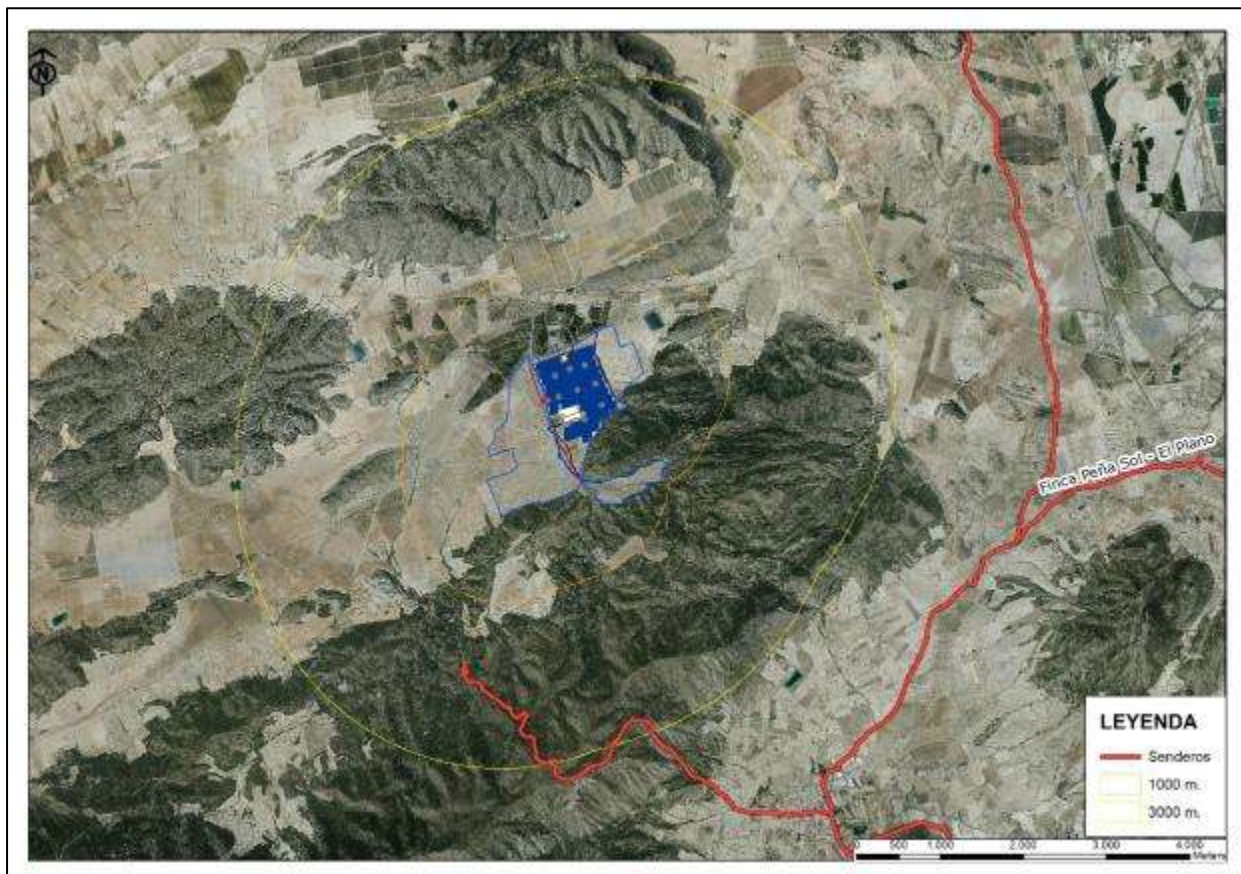 N
Finca Peña Sol - El Plano
LEYENDA
Senderos
1000 m.
3000 m.
0 500 1.000 2.000 3.000 4.000
Meters